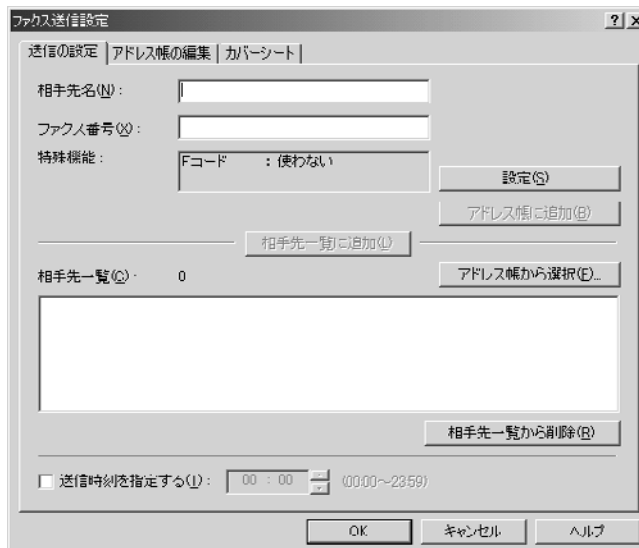 ファクス送信設定
送信の設定 アドレス帳の編集 カバーシート
相手先名(N)：
ファクス番号(X)：
特殊機能： Fコード ：使わない
設定(S)
アドレス帳に追加(B)
相手先一覧に追加(L)
相手先一覧(C)： 0 アドレス帳から選択(E)...
相手先一覧から削除(R)
送信時刻を指定する(I)： 00 : 00 (00:00～23:59)
OK キャンセル ヘルプ